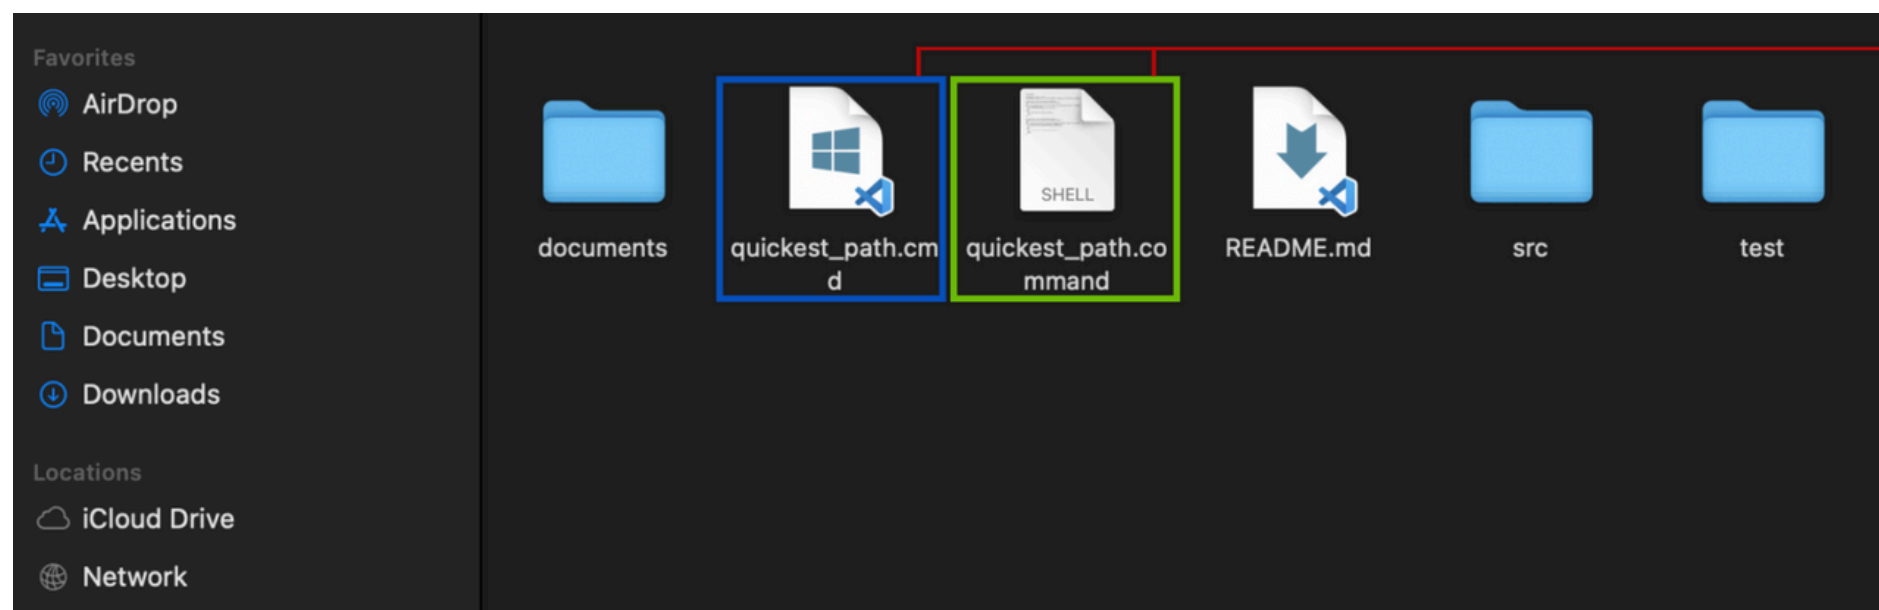 Favorites
AirDrop
Recents
Applications
Desktop
Documents
Downloads
Locations
iCloud Drive
Network
documents
quickest_path.cm
d
SHELL
quickest_path.co
mmand
README.md
src
test